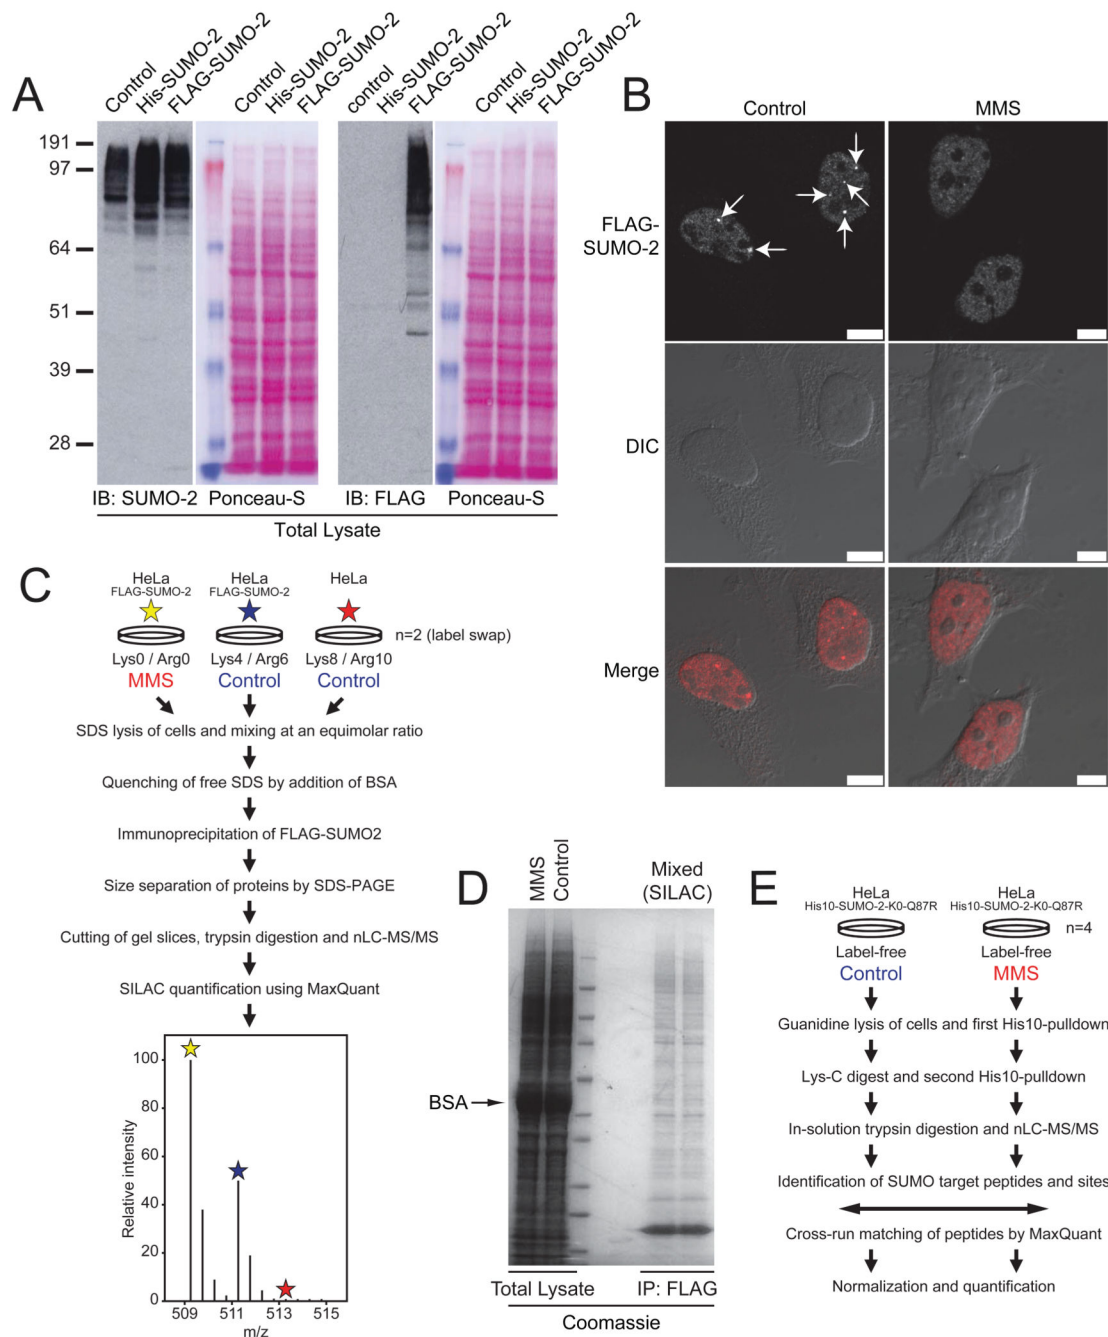 A
Control
His-SUMO-2
FLAG-SUMO-2
Control
His-SUMO-2
FLAG-SUMO-2
control
His-SUMO-2
FLAG-SUMO-2
Control
His-SUMO-2
FLAG-SUMO-2
191
97
64
51
39
28
IB: SUMO-2 Ponceau-S IB: FLAG Ponceau-S
Total Lysate
B
Control MMS
FLAG-
SUMO-2
DIC
Merge
C
HeLa HeLa HeLa
FLAG-SUMO-2 FLAG-SUMO-2
n=2 (label swap)
Lys0 / Arg0 Lys4 / Arg6 Lys8 / Arg10
MMS Control Control
SDS lysis of cells and mixing at an equimolar ratio
Quenching of free SDS by addition of BSA
Immunoprecipitation of FLAG-SUMO2
Size separation of proteins by SDS-PAGE
Cutting of gel slices, trypsin digestion and nLC-MS/MS
SILAC quantification using MaxQuant
Relative intensity
100
80
60
40
20
0
509 511 513 515
m/z
D
MMS
Control
Mixed
(SILAC)
BSA
Total Lysate IP: FLAG
Coomassie
E
HeLa HeLa
His10-SUMO-2-K0-Q87R His10-SUMO-2-K0-Q87R
n=4
Label-free Label-free
Control MMS
Guanidine lysis of cells and first His10-pulldown
Lys-C digest and second His10-pulldown
In-solution trypsin digestion and nLC-MS/MS
Identification of SUMO target peptides and sites
Cross-run matching of peptides by MaxQuant
Normalization and quantification